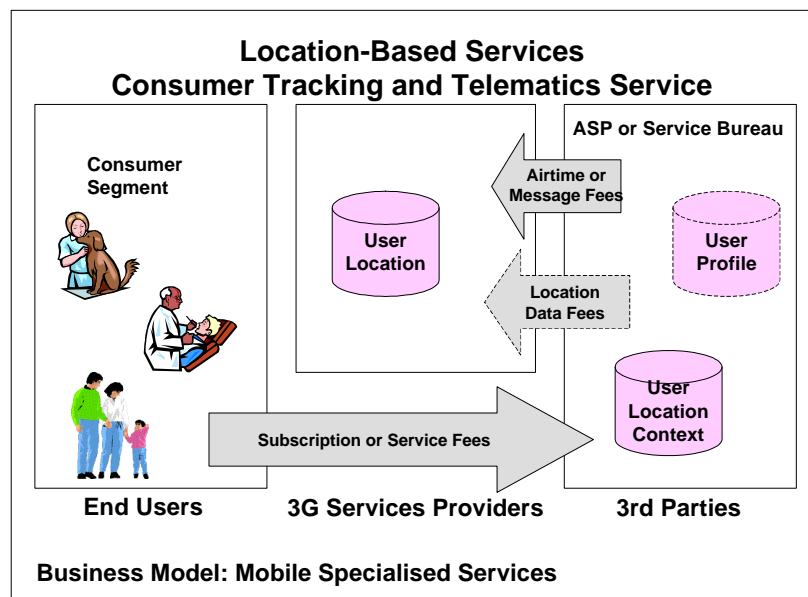 Location-Based Services
Consumer Tracking and Telematics Service
Consumer
Segment
ASP or Service Bureau
Airtime or
Message Fees
User
Location
User
Profile
Location
Data Fees
User
Location
Context
Subscription or Service Fees
End Users
3G Services Providers
3rd Parties
Business Model: Mobile Specialised Services